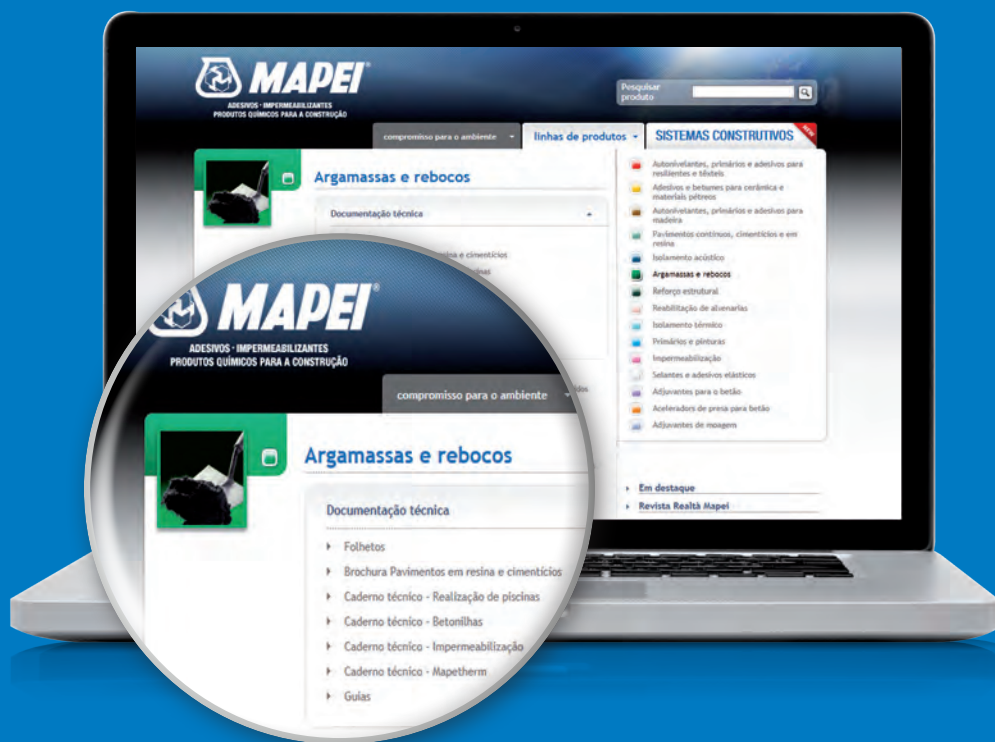 MAPEI®
ADESIVOS · IMPERMEABILIZANTES
PRODUTOS QUÍMICOS PARA A CONSTRUÇÃO
Pesquisar
produto
compromisso para o ambiente
linhas de produtos
SISTEMAS CONSTRUTIVOS
NEW
Argamassas e rebocos
Documentação técnica
resina e cimentícios
Autonivelantes, primários e adesivos para
resilientes e têxteis
Adesivos e betumes para cerâmica e
materiais pétreos
Autonivelantes, primários e adesivos para
madeira
Pavimentos contínuos, cimentícios e em
resina
Isolamento acústico
Argamassas e rebocos
Reforço estrutural
Reabilitação de alvenarias
Isolamento térmico
Primários e pinturas
Impermeabilização
Selantes e adesivos elásticos
Adjuvantes para o betão
Aceleradors de presa para betão
Adjuvantes de moagem
Em destaque
Revista Realtà Mapei
MAPEI®
ADESIVOS · IMPERMEABILIZANTES
PRODUTOS QUÍMICOS PARA A CONSTRUÇÃO
compromisso para o ambiente
Argamassas e rebocos
Documentação técnica
Folhetos
Brochura Pavimentos em resina e cimentícios
Caderno técnico - Realização de piscinas
Caderno técnico - Betonilhas
Caderno técnico - Impermeabilização
Caderno técnico - Mapetherm
Guias